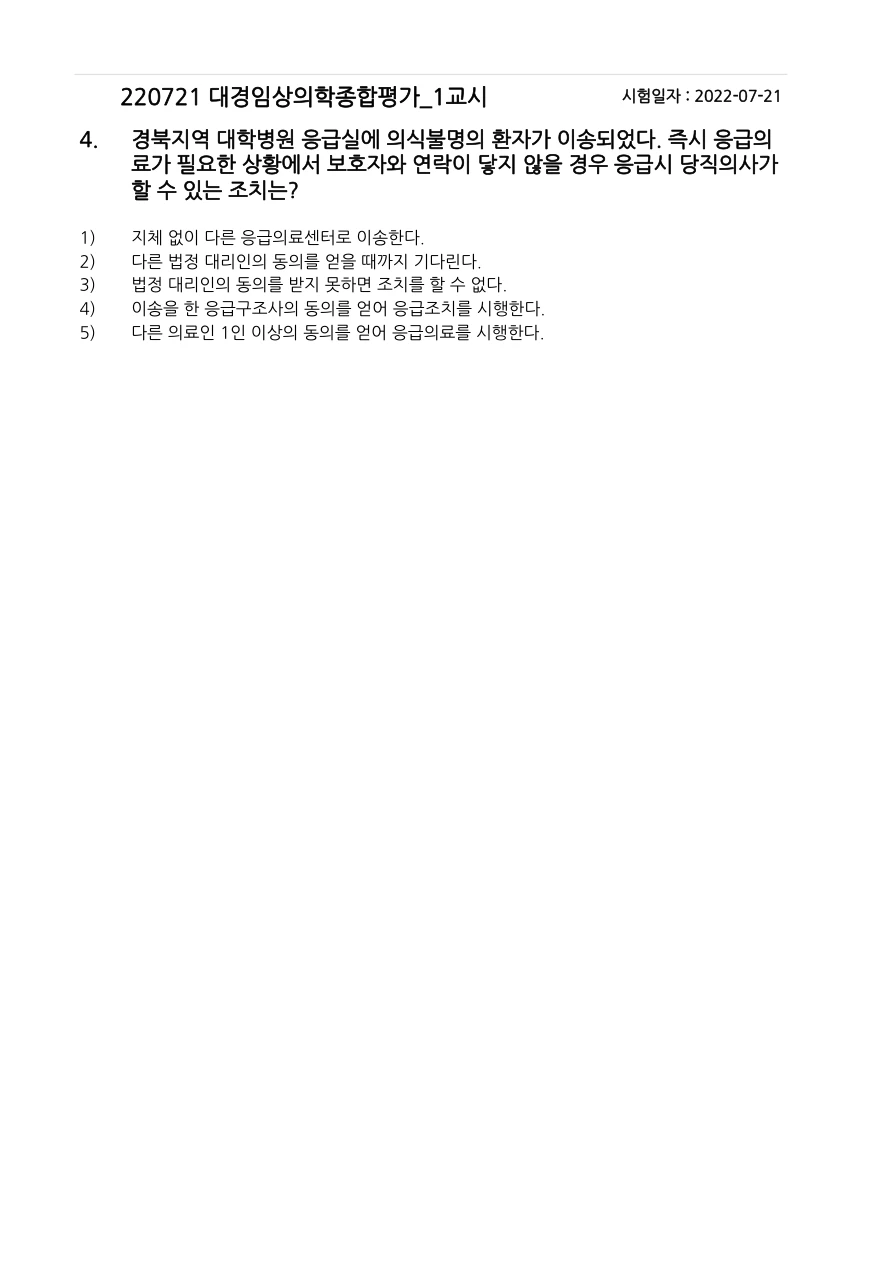 220721 대경임상의학종합평가_1교시 시험일자 : 2022-07-21
4. 경북지역 대학병원 응급실에 의식불명의 환자가 이송되었다. 즉시 응급의
료가 필요한 상황에서 보호자와 연락이 닿지 않을 경우 응급시 당직의사가
할 수 있는 조치는?
1) 지체 없이 다른 응급의료센터로 이송한다.
2) 다른 법정 대리인의 동의를 얻을 때까지 기다린다.
3) 법정 대리인의 동의를 받지 못하면 조치를 할 수 없다.
4) 이송을 한 응급구조사의 동의를 얻어 응급조치를 시행한다.
5) 다른 의료인 1인 이상의 동의를 얻어 응급의료를 시행한다.